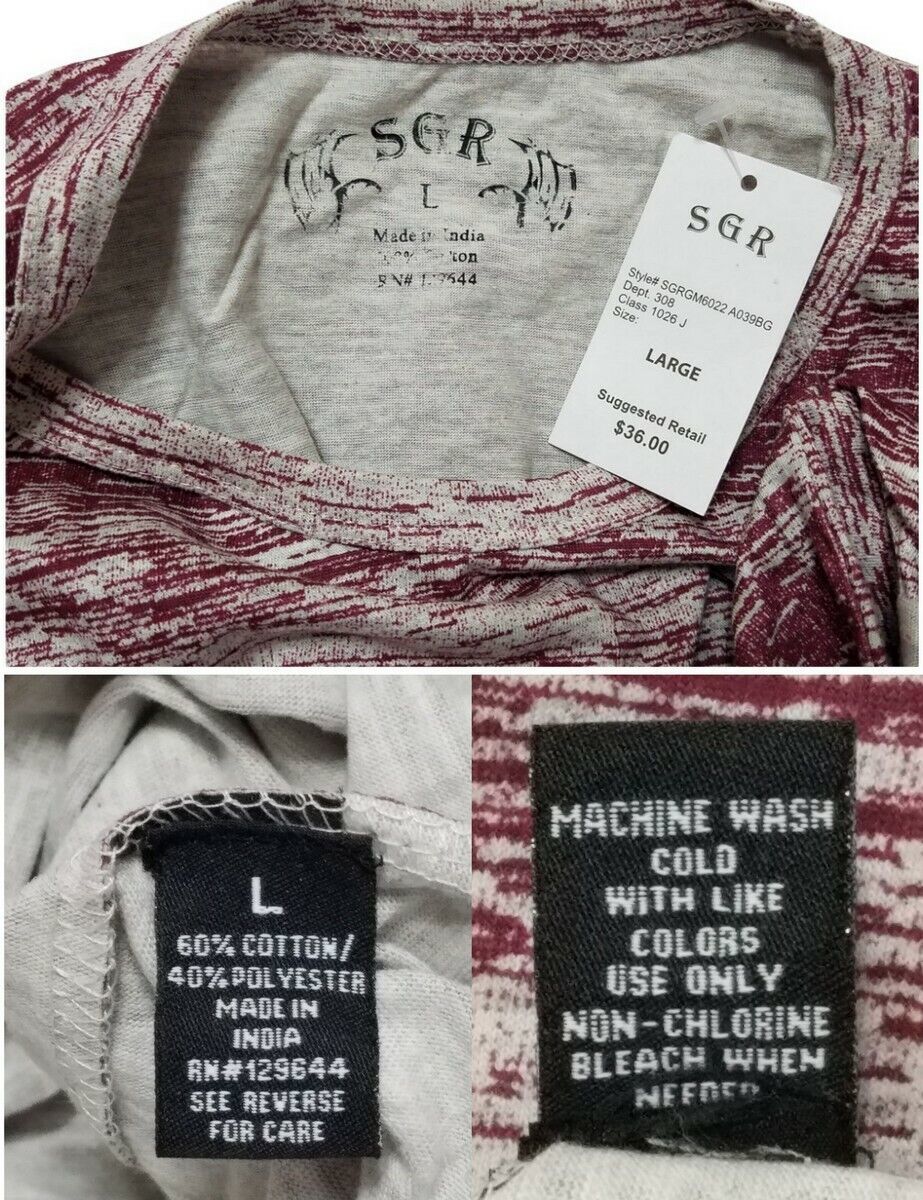 SGR
L
Made in India
RN# 129644
SGR
Style# SGRGM6022 A039BG
Dept. 308
Class 1026 J
Size:
LARGE
Suggested Retail
$36.00
L
60% COTTON/
40% POLYESTER
MADE IN
INDIA
RN#129644
SEE REVERSE
FOR CARE
MACHINE WASH
COLD
WITH LIKE
COLORS
USE ONLY
NON-CHLORINE
BLEACH WHEN
NEEDED